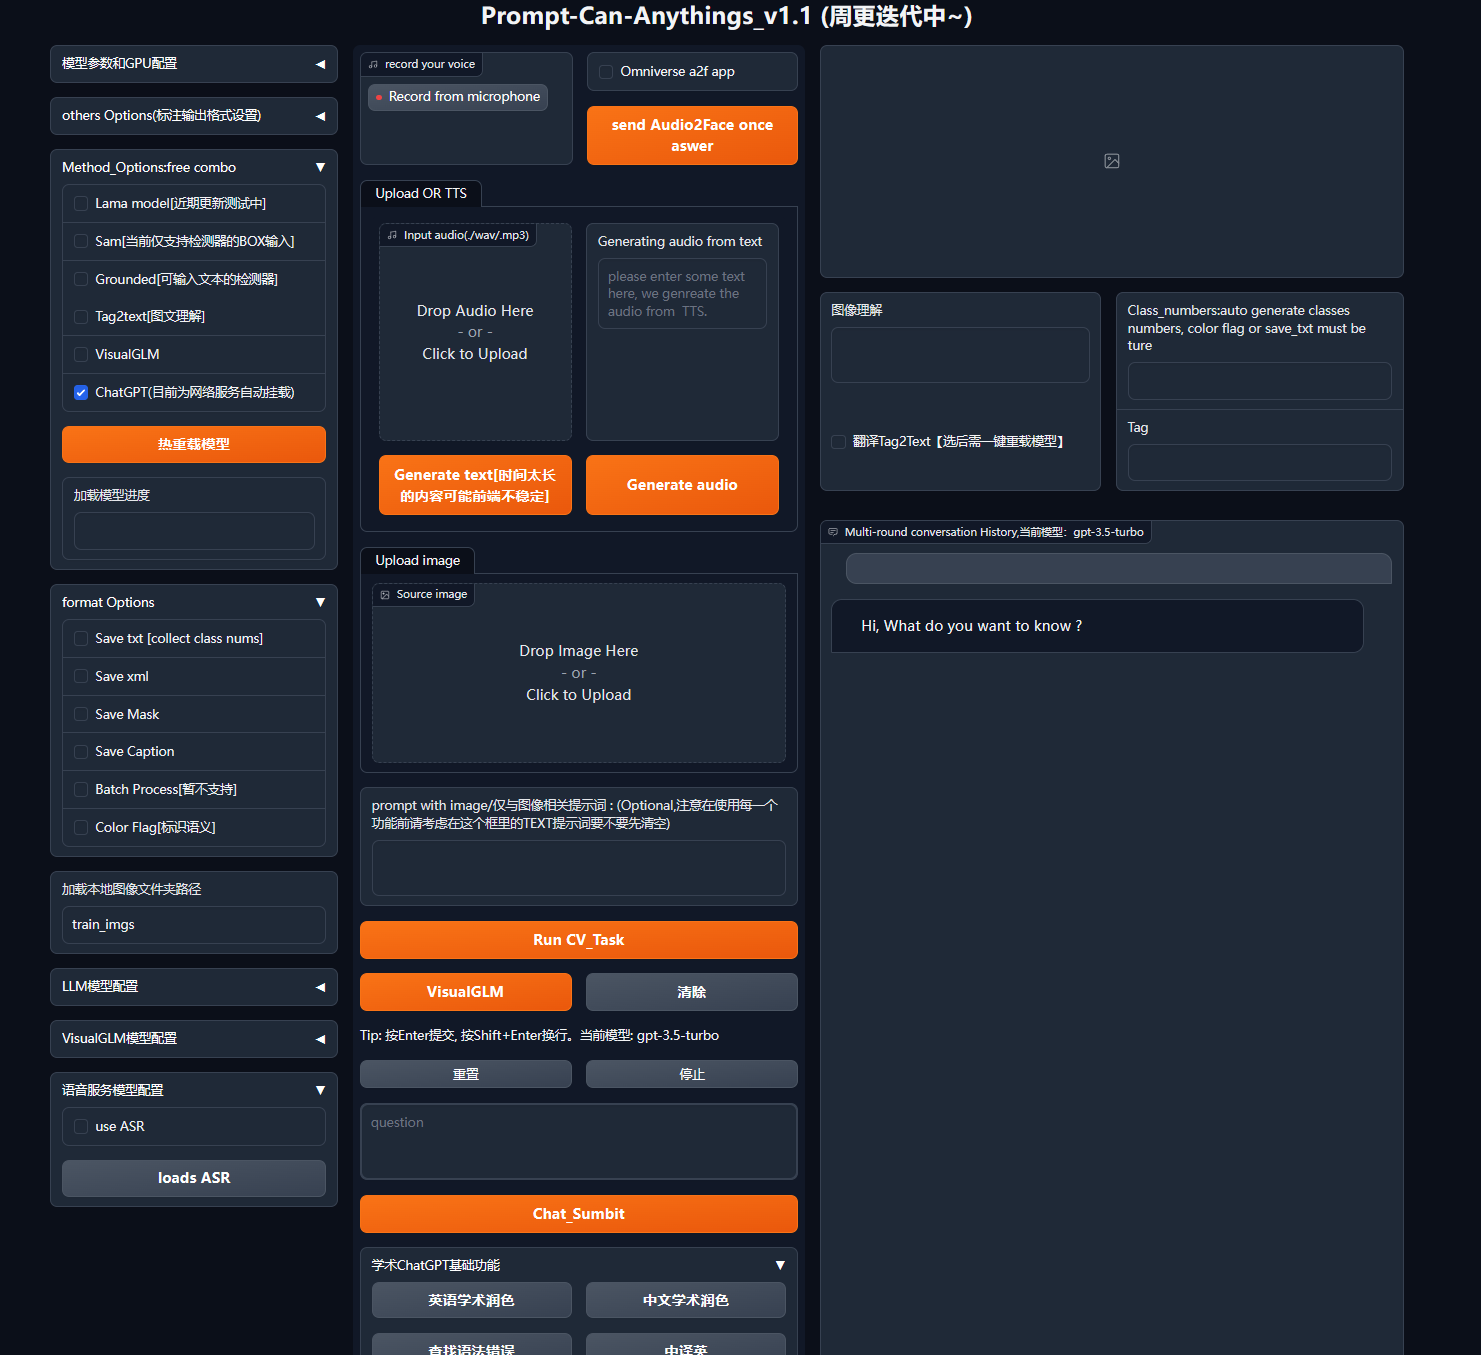 Prompt-Can-Anythings_v1.1 (周更迭代中~)
模型参数和GPU配置
others Options(标注输出格式设置)
Method_Options:free combo
Lama model[近期更新测试中]
Sam[当前仅支持检测器的BOX输入]
Grounded[可输入文本的检测器]
Tag2text[图文理解]
VisualGLM
ChatGPT(目前为网络服务自动挂载)
热重载模型
加载模型进度
format Options
Save txt [collect class nums]
Save xml
Save Mask
Save Caption
Batch Process[暂不支持]
Color Flag[标识语义]
加载本地图像文件夹路径
train_imgs
LLM模型配置
VisualGLM模型配置
语音服务模型配置
use ASR
loads ASR
record your voice
Record from microphone
Omniverse a2f app
send Audio2Face once
aswer
Upload OR TTS
Input audio(./wav/.mp3)
Drop Audio Here
- or -
Click to Upload
Generating audio from text
please enter some text
here, we genreate the
audio from TTS.
Generate text[时间太长
的内容可能前端不稳定]
Generate audio
Upload image
Source image
Drop Image Here
- or -
Click to Upload
prompt with image/仅与图像相关提示词 : (Optional,注意在使用每一个
功能前请考虑在这个框里的TEXT提示词要不要先清空)
Run CV_Task
VisualGLM
清除
Tip: 按Enter提交, 按Shift+Enter换行。当前模型: gpt-3.5-turbo
重置
停止
question
Chat_Sumbit
学术ChatGPT基础功能
英语学术润色
中文学术润色
查找语法错误
中译英
图像理解
翻译Tag2Text【选后需一键重载模型】
Class_numbers:auto generate classes
numbers, color flag or save_txt must be
ture
Tag
Multi-round conversation History,当前模型：gpt-3.5-turbo
Hi, What do you want to know ?